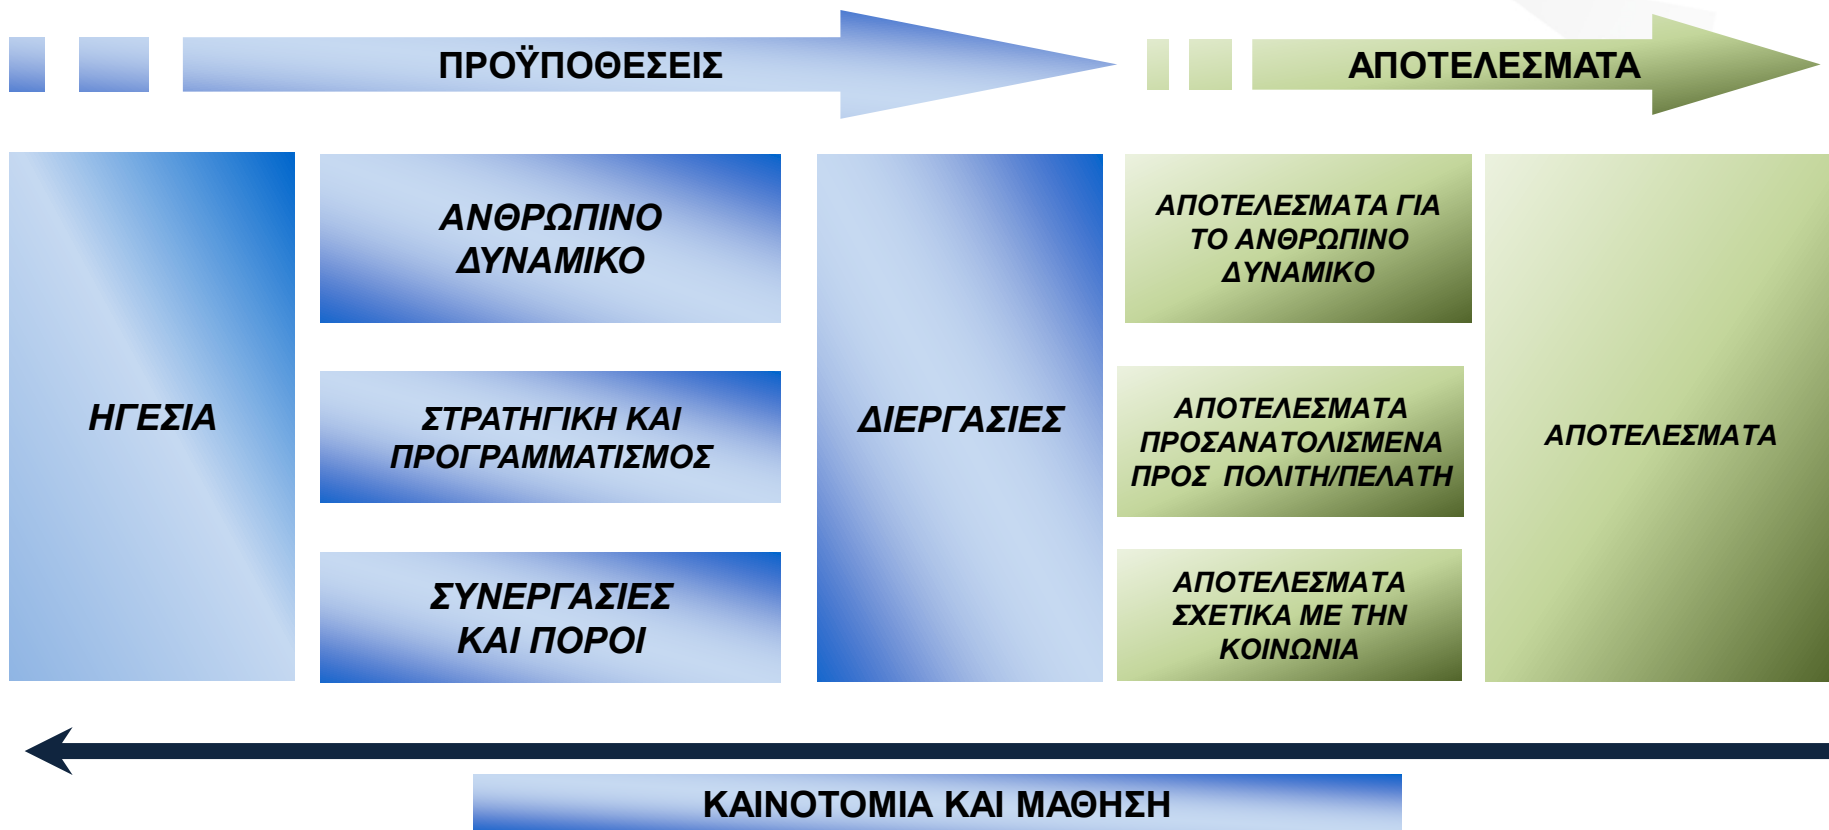 ΠΡΟΫΠΟΘΕΣΕΙΣ
ΑΠΟΤΕΛΕΣΜΑΤΑ
ΗΓΕΣΙΑ
ΑΝΘΡΩΠΙΝΟ
ΔΥΝΑΜΙΚΟ
ΣΤΡΑΤΗΓΙΚΗ ΚΑΙ
ΠΡΟΓΡΑΜΜΑΤΙΣΜΟΣ
ΣΥΝΕΡΓΑΣΙΕΣ
ΚΑΙ ΠΟΡΟΙ
ΔΙΕΡΓΑΣΙΕΣ
ΑΠΟΤΕΛΕΣΜΑΤΑ ΓΙΑ
ΤΟ ΑΝΘΡΩΠΙΝΟ
ΔΥΝΑΜΙΚΟ
ΑΠΟΤΕΛΕΣΜΑΤΑ
ΠΡΟΣΑΝΑΤΟΛΙΣΜΕΝΑ
ΠΡΟΣ ΠΟΛΙΤΗ/ΠΕΛΑΤΗ
ΑΠΟΤΕΛΕΣΜΑΤΑ
ΣΧΕΤΙΚΑ ΜΕ ΤΗΝ
ΚΟΙΝΩΝΙΑ
ΑΠΟΤΕΛΕΣΜΑΤΑ
ΚΑΙΝΟΤΟΜΙΑ ΚΑΙ ΜΑΘΗΣΗ